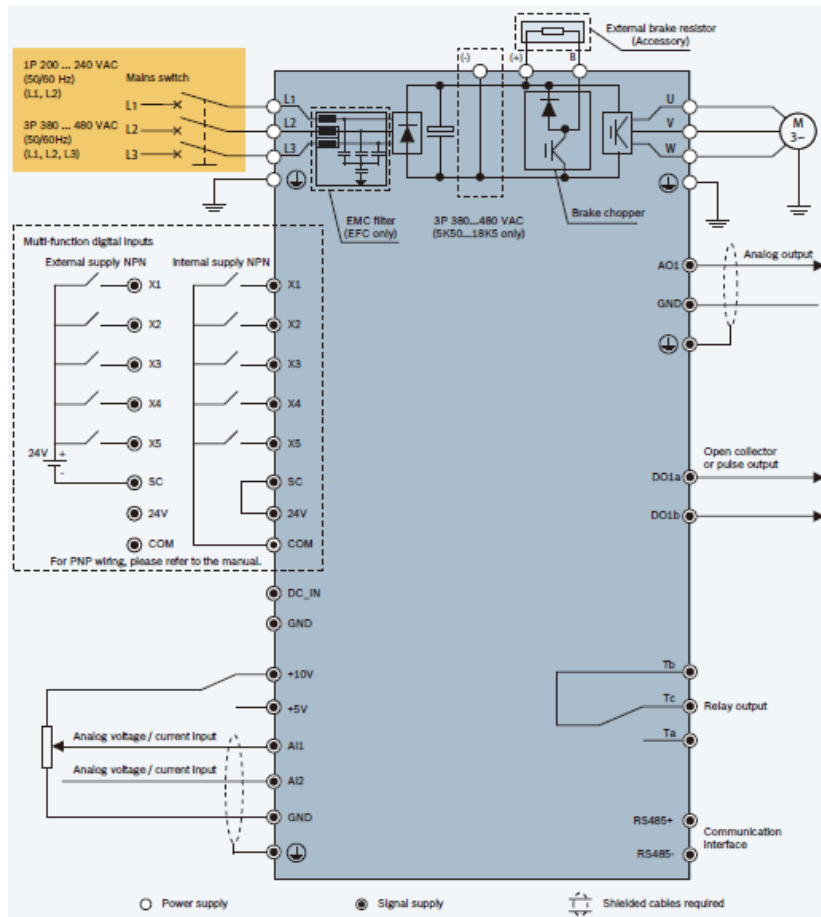 External brake resistor
(Accessory)
1P 200 ... 240 VAC
(50/60 Hz)
(L1, L2)
Mains switch
3P 380 ... 480 VAC
(50/60Hz)
(L1, L2, L3)
L1
L2
L3
L1
L2
L3
(-)
(+)
B
U
V
W
M
3~
EMC filter
(EFC only)
3P 380...480 VAC
(5K50...18K5 only)
Brake chopper
Multi-function digital inputs
External supply NPN
Internal supply NPN
X1
X2
X3
X4
X5
24V
+
-
SC
24V
COM
X1
X2
X3
X4
X5
SC
24V
COM
For PNP wiring, please refer to the manual.
DC_IN
GND
+10V
+5V
Analog voltage / current input
AI1
Analog voltage / current input
AI2
GND
AO1
Analog output
GND
Open collector
or pulse output
DO1a
DO1b
Tb
Tc
Relay output
Ta
RS485+
Communication
Interface
RS485-
Power supply
Signal supply
Shielded cables required